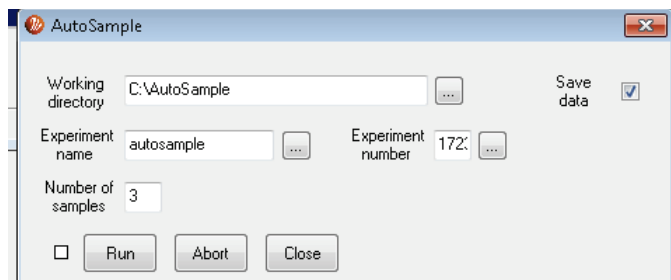 AutoSample
Working directory C:\AutoSample ... Save data
Experiment name autosample ... Experiment number ...
Number of samples 3
Run Abort Close